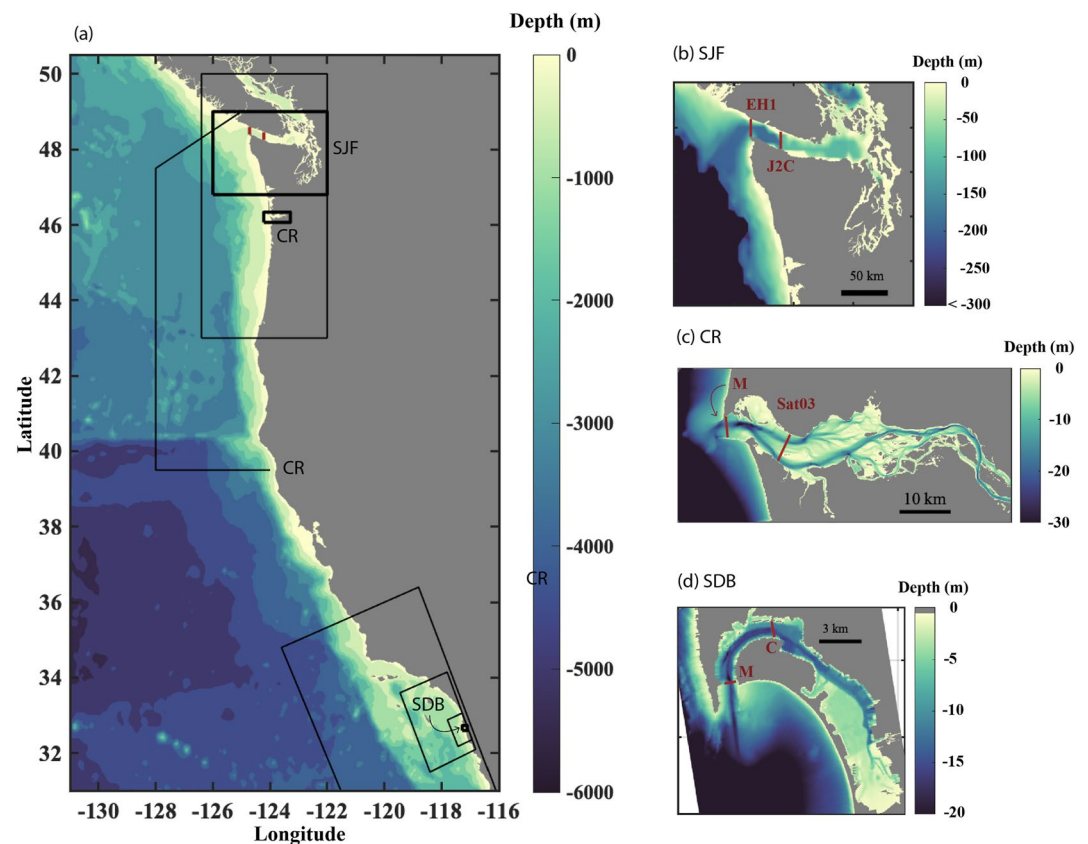 (a)
Depth (m)
50
48
46
44
42
40
38
36
34
32
Latitude
-130
-128
-126
-124
-122
-120
-118
-116
Longitude
SJF
CR
CR
CR
SDB
0
-1000
-2000
-3000
-4000
-5000
-6000
(b) SJF
Depth (m)
EH1
J2C
50 km
0
-50
-100
-150
-200
-250
< -300
(c) CR
Depth (m)
M
Sat03
10 km
0
-10
-20
-30
(d) SDB
Depth (m)
3 km
C
M
0
-5
-10
-15
-20